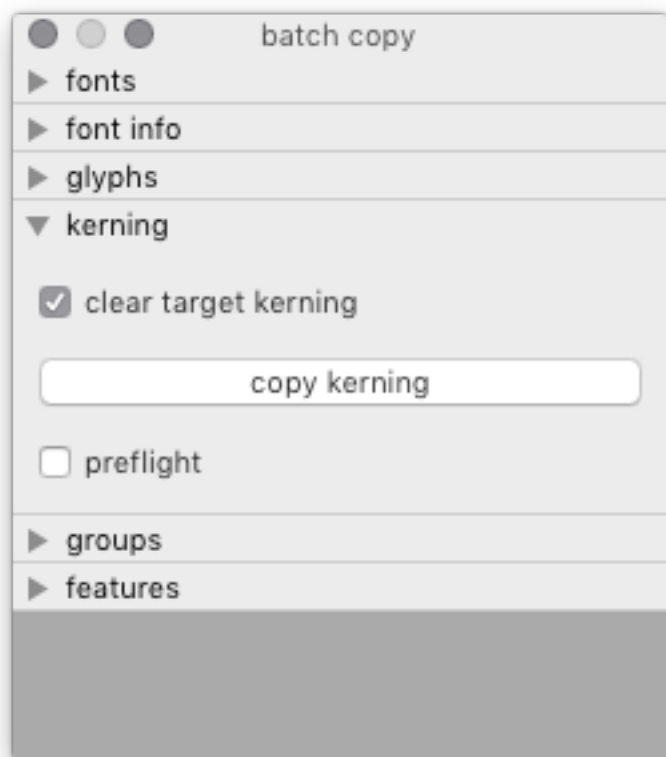 batch copy
fonts
font info
glyphs
kerning
clear target kerning
copy kerning
preflight
groups
features